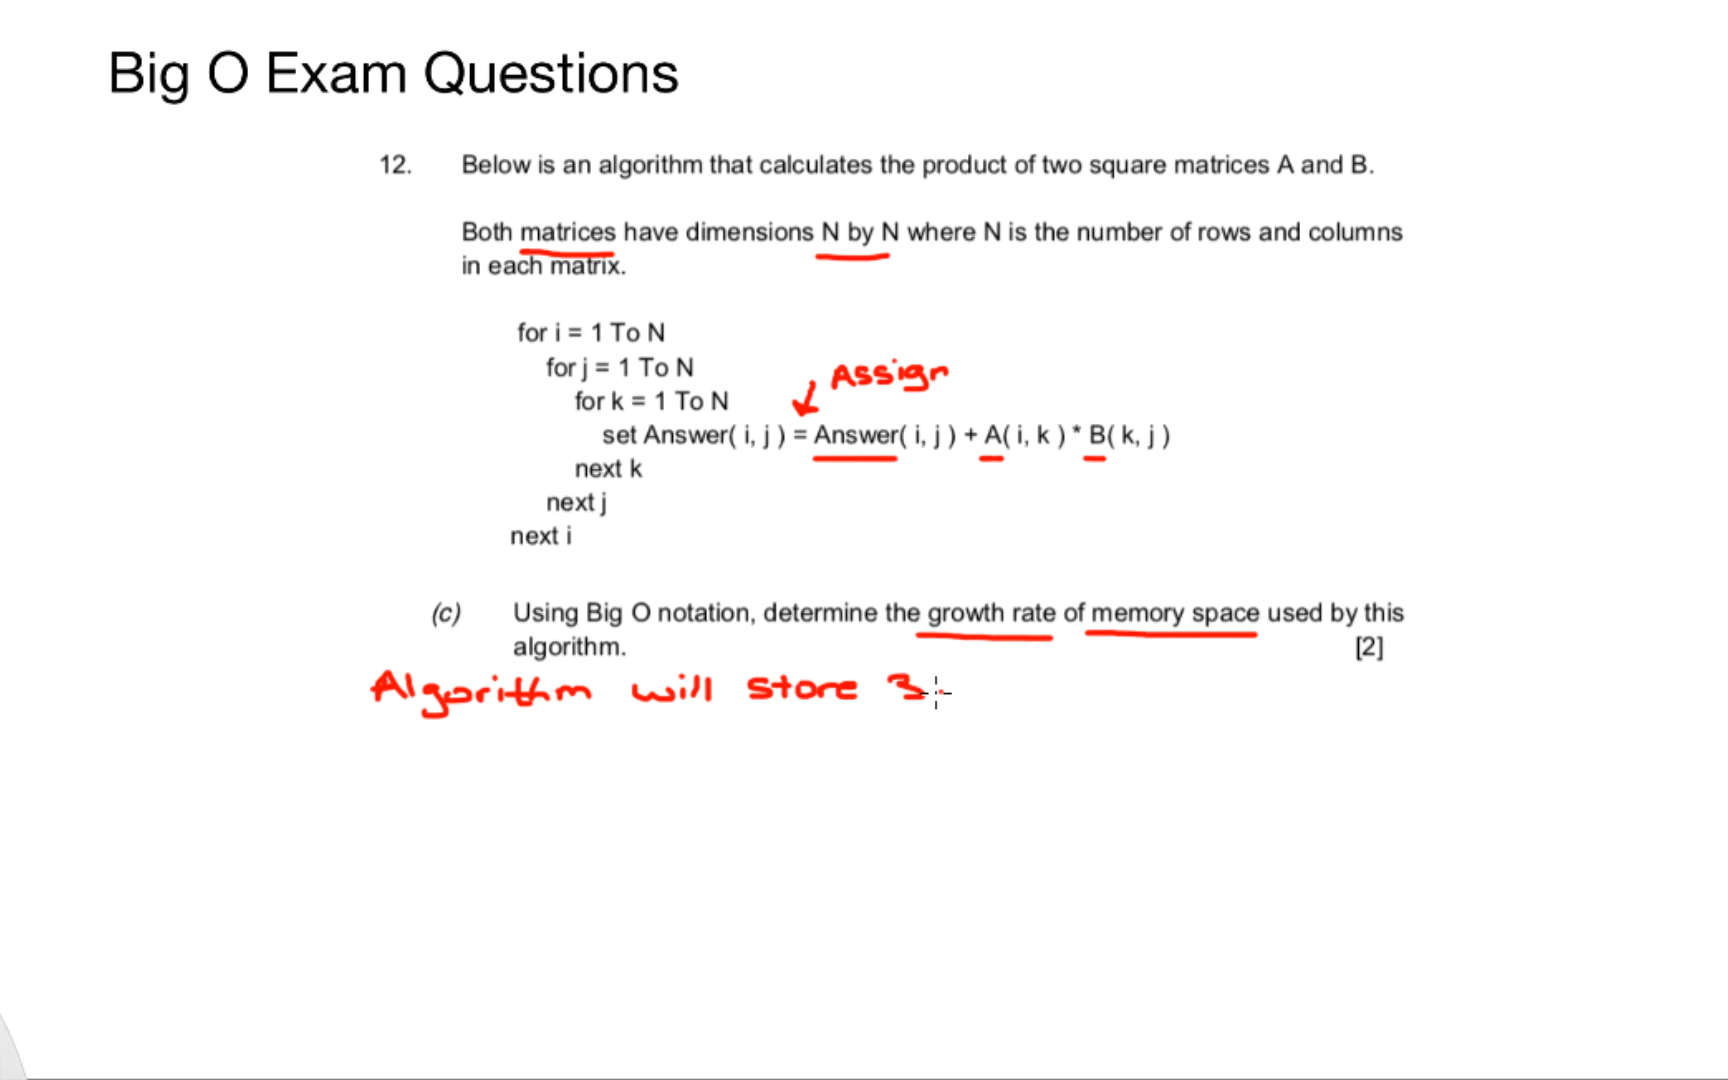 Big O Exam Questions
12. Below is an algorithm that calculates the product of two square matrices A and B.
Both matrices have dimensions N by N where N is the number of rows and columns
in each matrix.
for i = 1 To N
for j = 1 To N
Assign
for k = 1 To N
set Answer( i, j ) = Answer( i, j ) + A( i, k ) * B( k, j )
next k
next j
next i
(c) Using Big O notation, determine the growth rate of memory space used by this
algorithm. [2]
Algorithm will store 3